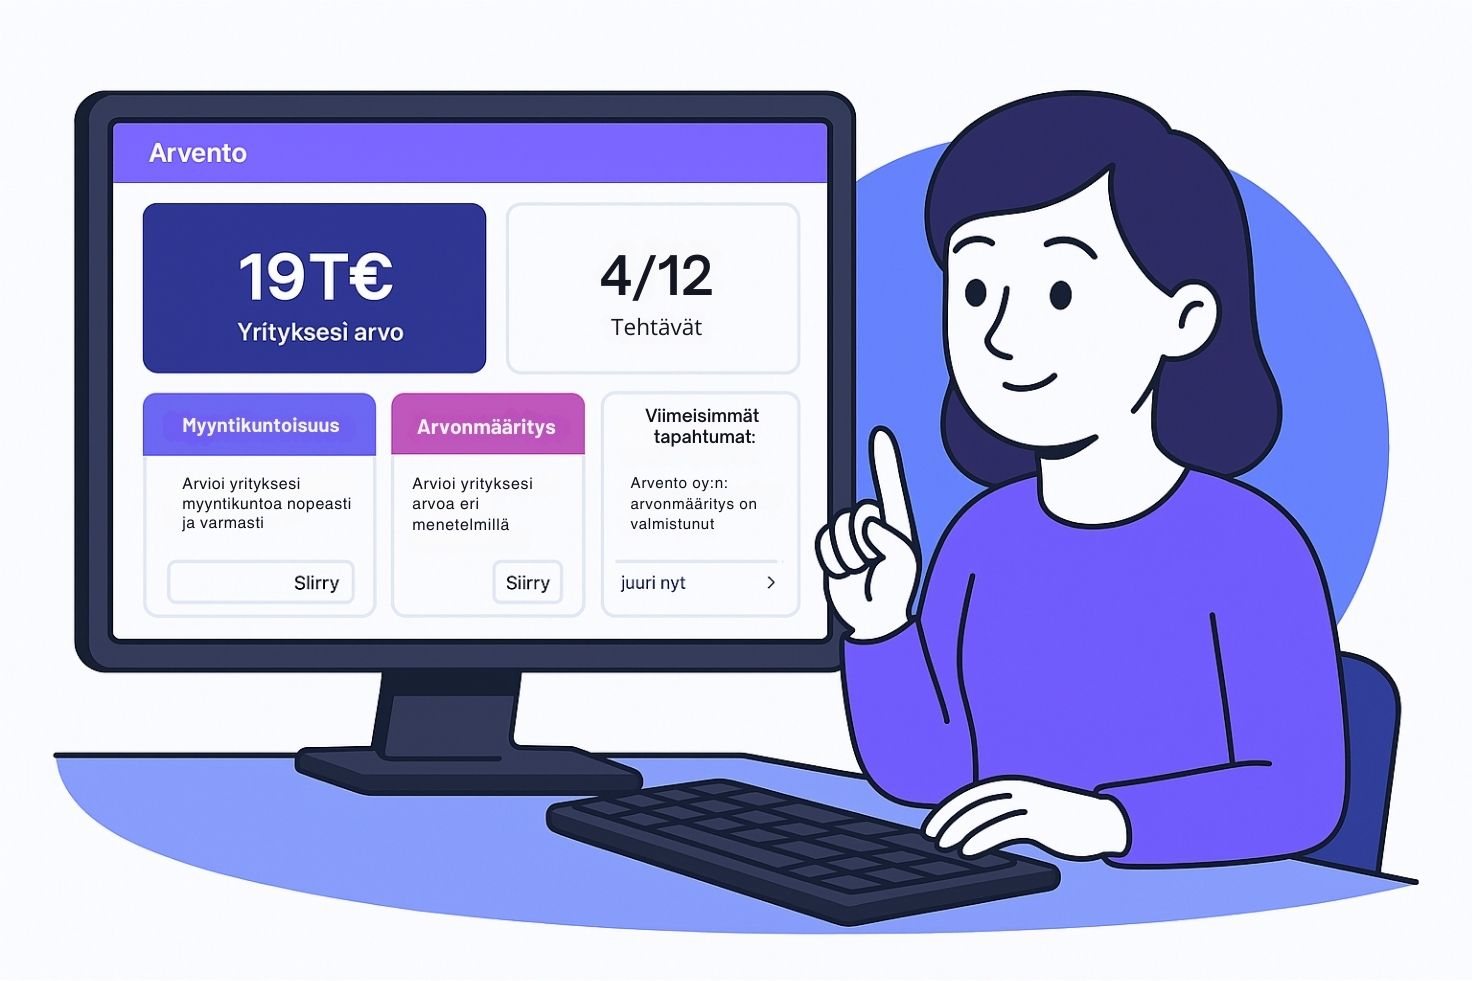 Arvento
19T€
Yrityksesi arvo
4/12
Tehtävät
Myyntikuntoisuus
Arvioi yrityksesi
myyntikuntoa nopeasti
ja varmasti
Slirry
Arvonmääritys
Arvioi yrityksesi
arvoa eri
menetelmillä
Siirry
Viimeisimmät
tapahtumat:
Arvento oy:n:
arvonmääritys on
valmistunut
juuri nyt